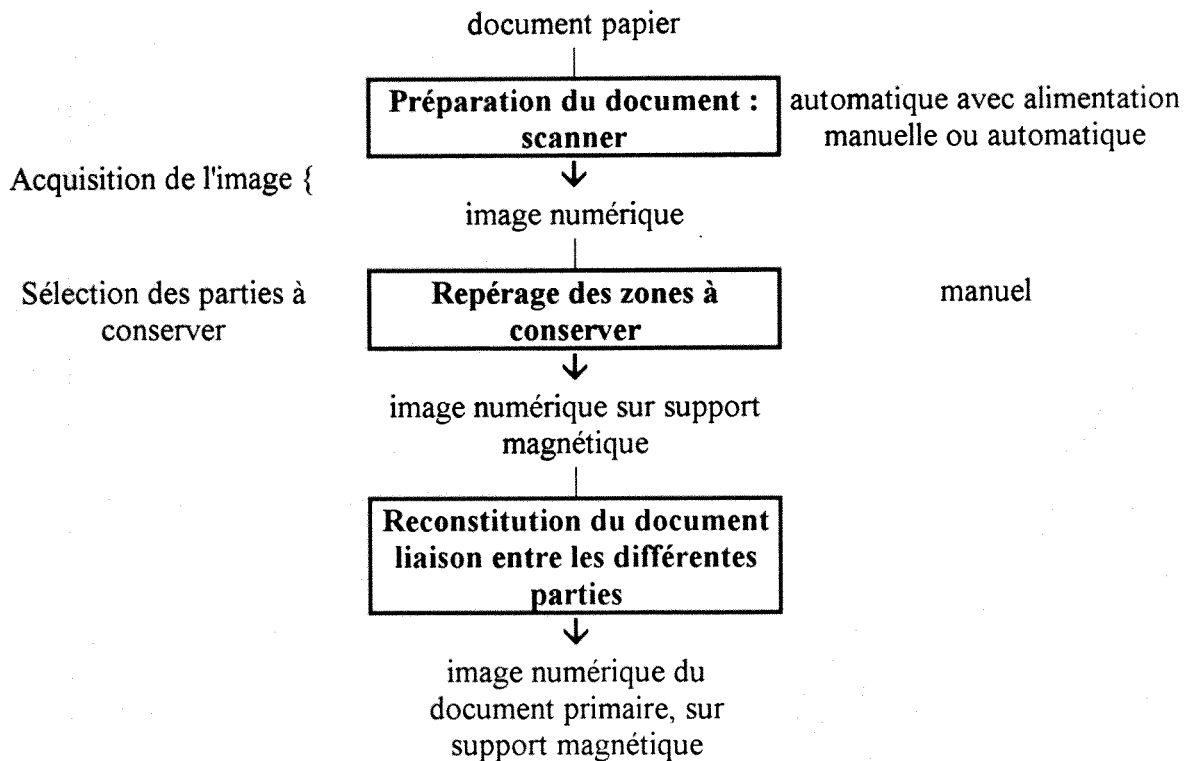 document papier
Préparation du document :
scanner
automatique avec alimentation
manuelle ou automatique
Acquisition de l'image {
image numérique
Sélection des parties à
conserver
Repérage des zones à
conserver
manuel
image numérique sur support
magnétique
Reconstitution du document
liaison entre les différentes
parties
image numérique du
document primaire, sur
support magnétique